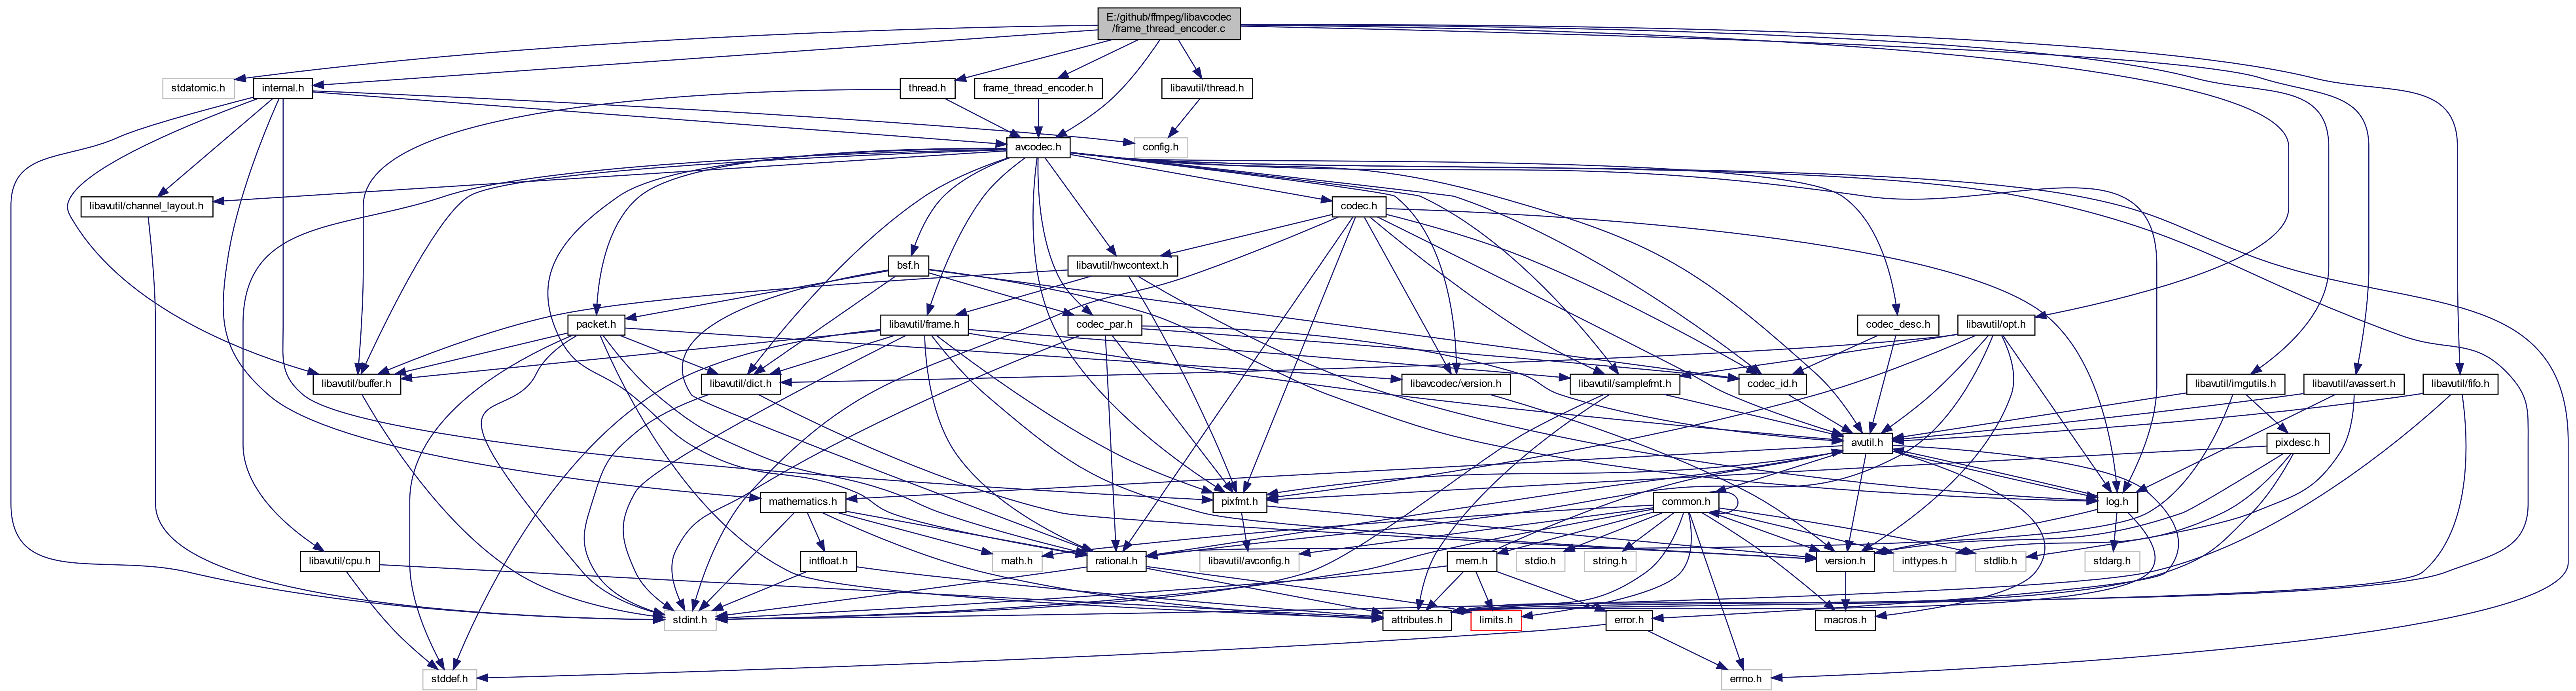 E:/github/ffmpeg/libavcodec
/frame_thread_encoder.c
stdatomic.h
internal.h
thread.h
frame_thread_encoder.h
libavutil/thread.h
avcodec.h
config.h
libavutil/channel_layout.h
codec.h
bsf.h
libavutil/hwcontext.h
packet.h
libavutil/frame.h
codec_par.h
codec_desc.h
libavutil/opt.h
libavutil/buffer.h
libavutil/dict.h
libavcodec/version.h
libavutil/samplefmt.h
codec_id.h
libavutil/imgutils.h
libavutil/avassert.h
libavutil/fifo.h
avutil.h
pixdesc.h
mathematics.h
pixfmt.h
common.h
log.h
libavutil/cpu.h
intfloat.h
math.h
rational.h
libavutil/avconfig.h
stdio.h
string.h
mem.h
version.h
inttypes.h
stdlib.h
stdarg.h
stdint.h
attributes.h
limits.h
error.h
macros.h
stddef.h
errno.h